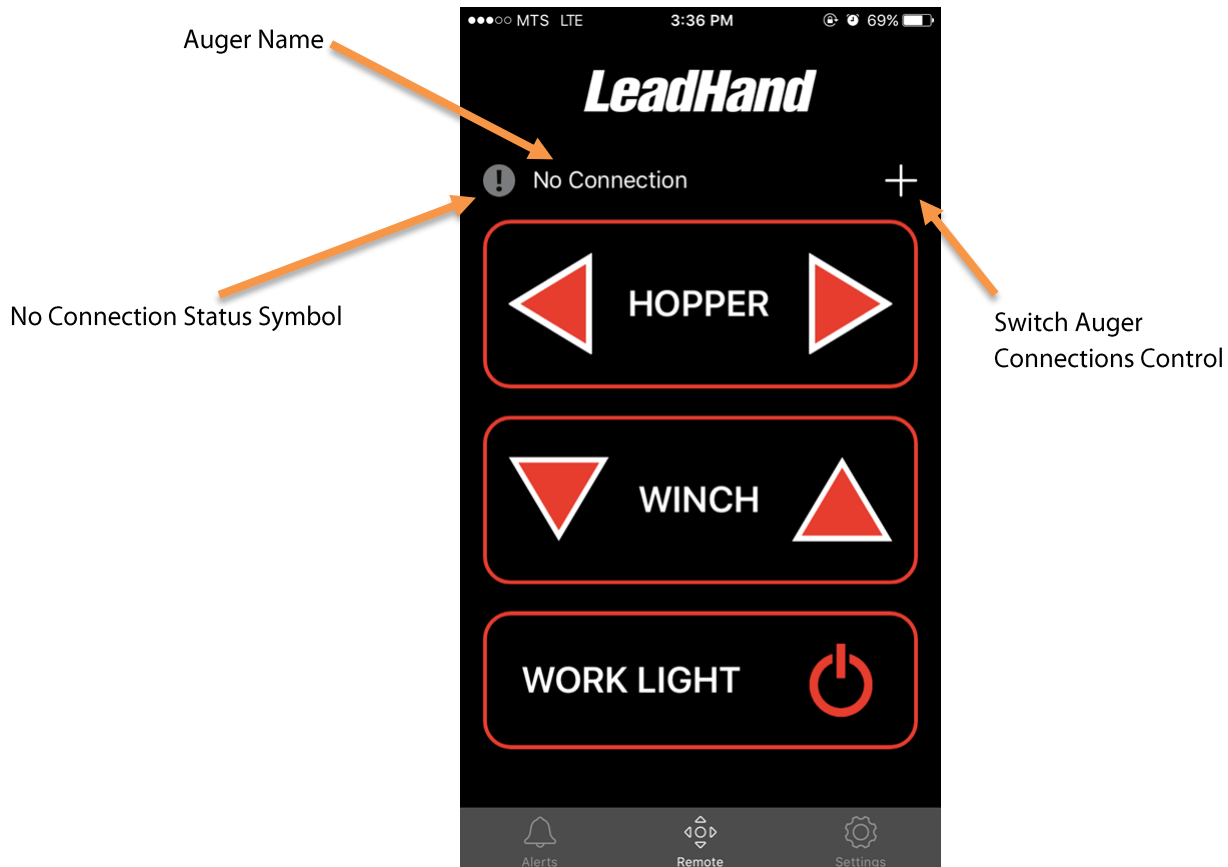 MTS LTE 3:36 PM 69%
Auger Name
LeadHand
No Connection
No Connection Status Symbol
HOPPER
Switch Auger
Connections Control
WINCH
WORK LIGHT
Alerts Remote Settings